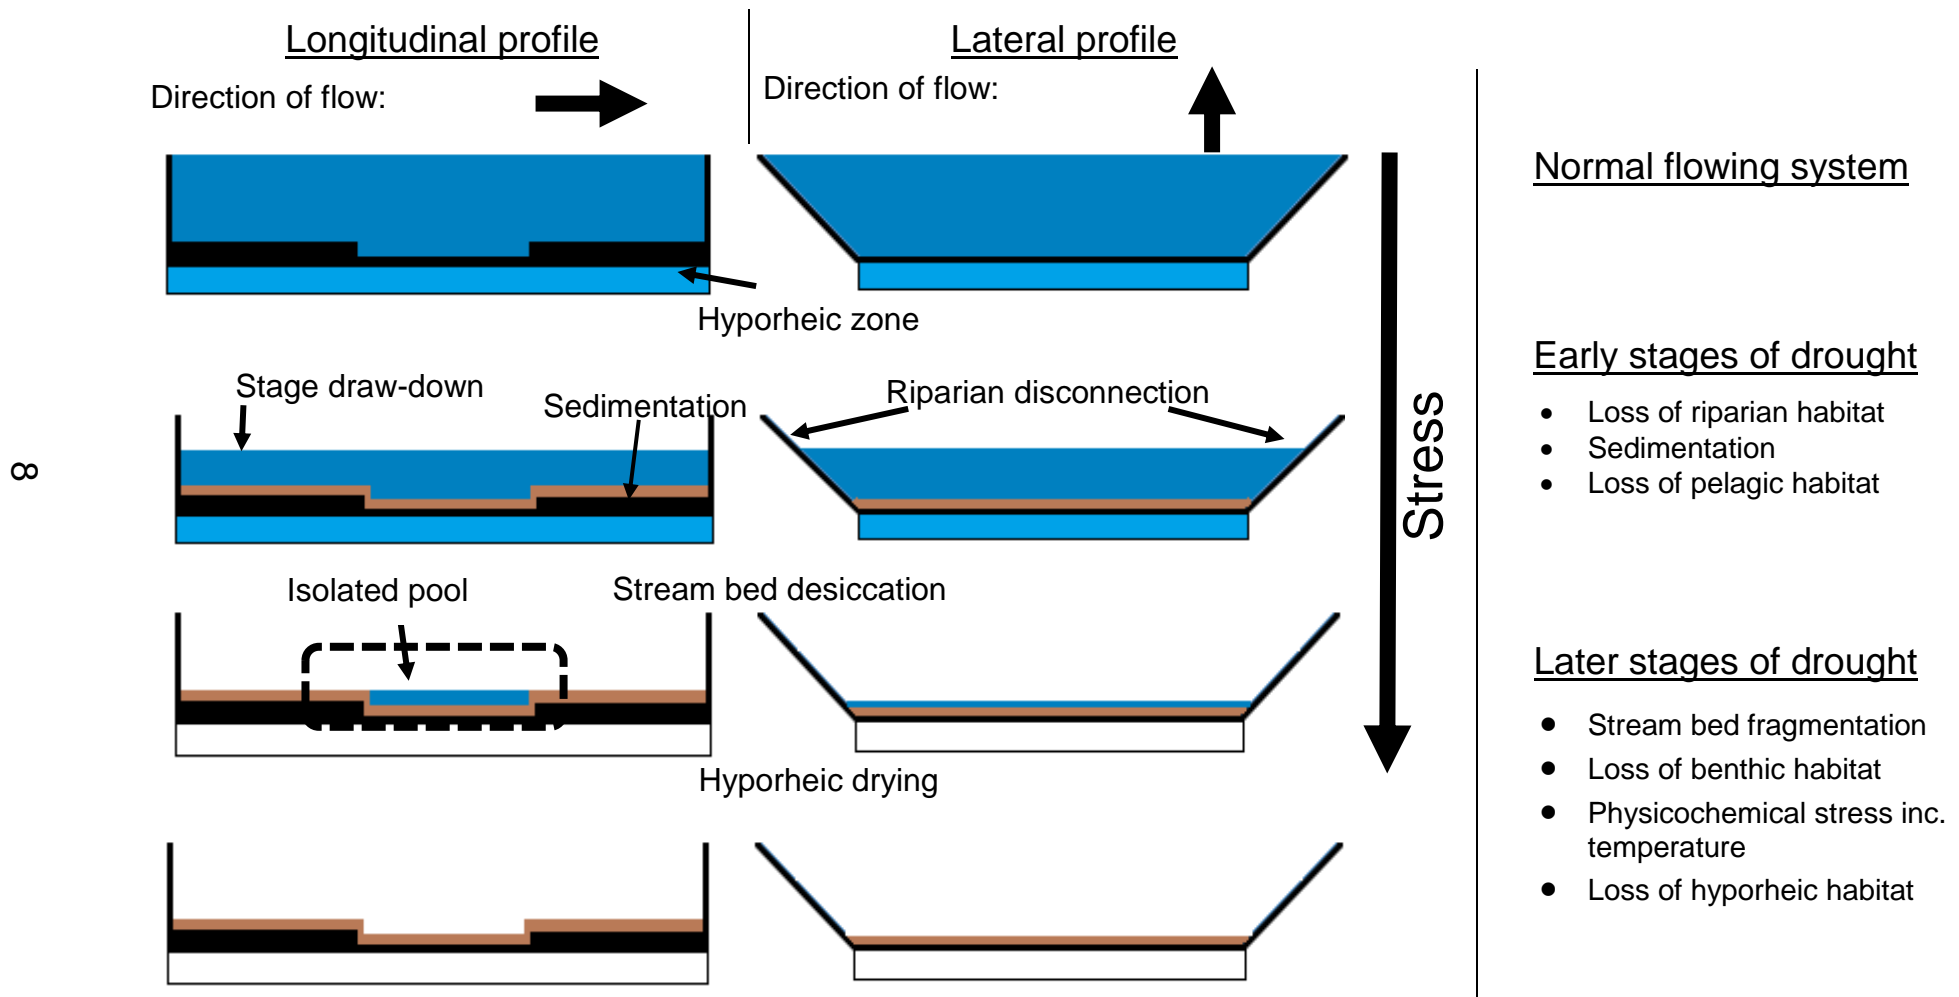 Longitudinal profile
Lateral profile
Direction of flow:
Direction of flow:
Normal flowing system
Hyporheic zone
Early stages of drought
Stage draw-down
Sedimentation
Riparian disconnection
• Loss of riparian habitat
• Sedimentation
• Loss of pelagic habitat
Stress
8
Isolated pool
Stream bed desiccation
Later stages of drought
• Stream bed fragmentation
• Loss of benthic habitat
• Physicochemical stress inc.
temperature
• Loss of hyporheic habitat
Hyporheic drying